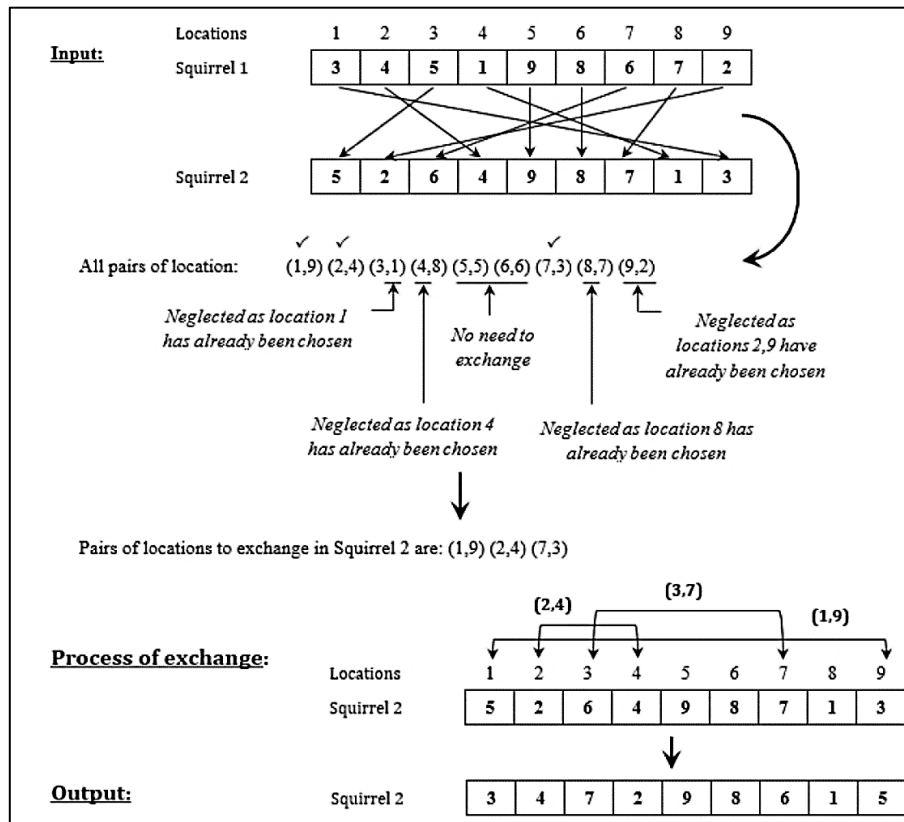 Locations 1 2 3 4 5 6 7 8 9
Input:
Squirrel 1 3 4 5 1 9 8 6 7 2
Squirrel 2 5 2 6 4 9 8 7 1 3
✓ ✓ ✓
All pairs of location: (1,9) (2,4) (3,1) (4,8) (5,5) (6,6) (7,3) (8,7) (9,2)
Neglected as location 1
has already been chosen
No need to
exchange
Neglected as
locations 2,9 have
already been chosen
Neglected as location 4
has already been chosen
Neglected as location 8 has
already been chosen
Pairs of locations to exchange in Squirrel 2 are: (1,9) (2,4) (7,3)
(3,7)
(2,4)
(1,9)
Process of exchange:
Locations 1 2 3 4 5 6 7 8 9
Squirrel 2 5 2 6 4 9 8 7 1 3
Output:
Squirrel 2 3 4 7 2 9 8 6 1 5